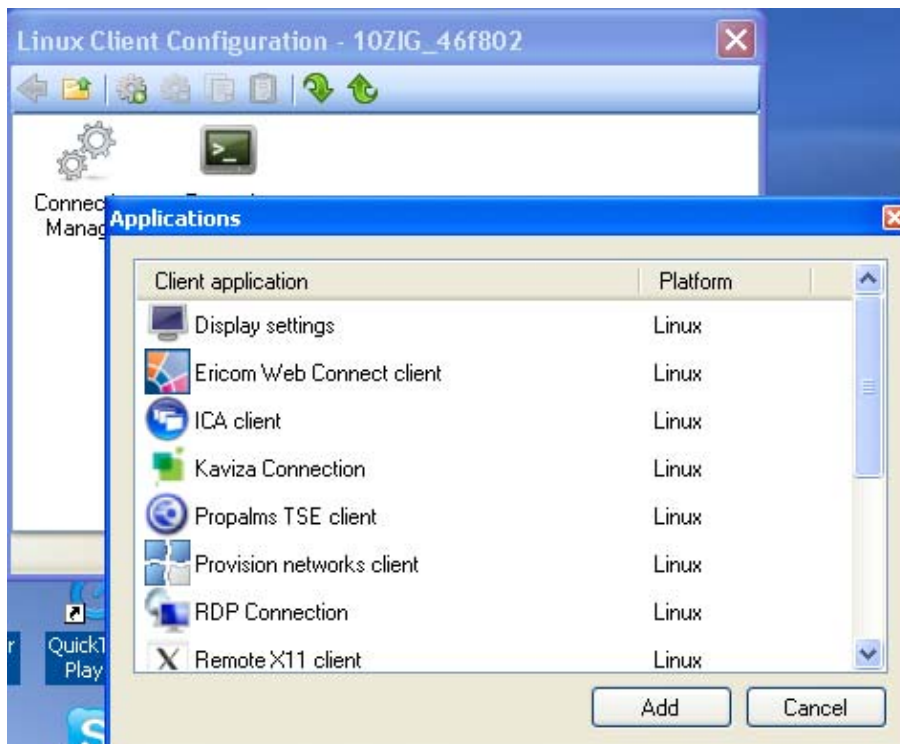 Linux Client Configuration - 10ZIG_46f802
Applications
Client application Platform
Display settings Linux
Ericom Web Connect client Linux
ICA client Linux
Kaviza Connection Linux
Propalms TSE client Linux
Provision networks client Linux
RDP Connection Linux
Remote X11 client Linux
Add Cancel
Play